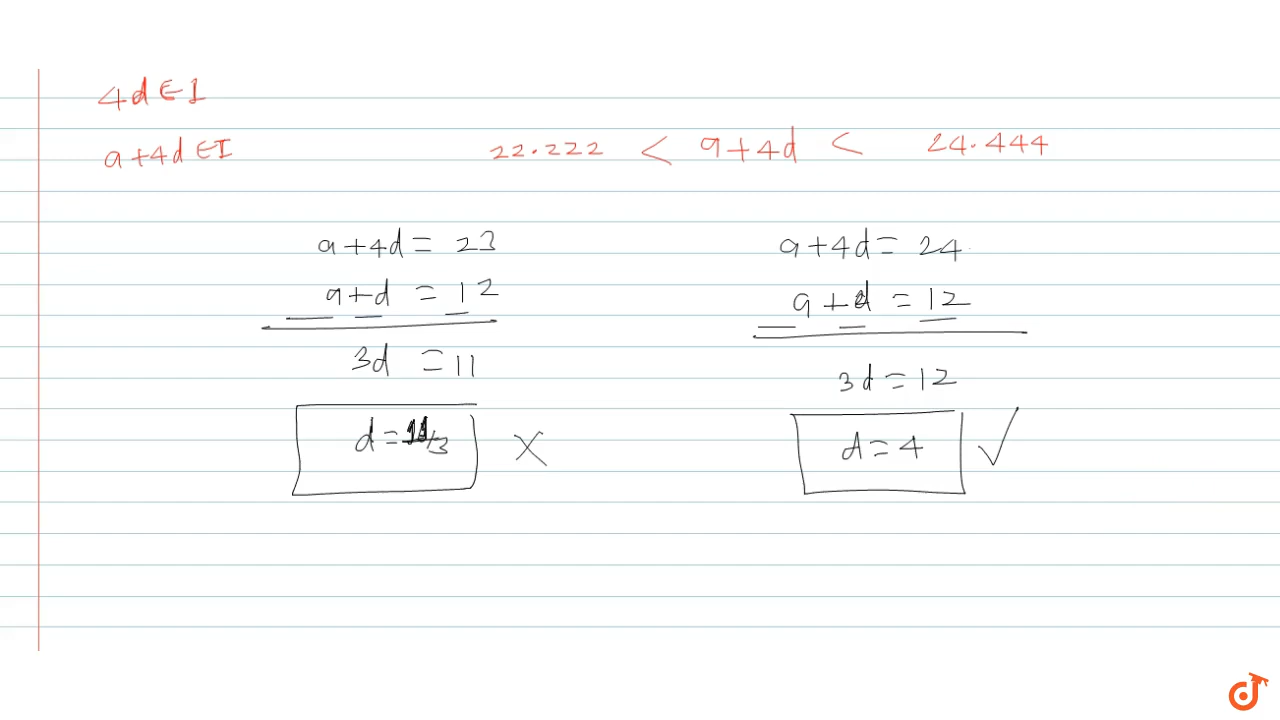 4d ∈ I
a+4d ∈ I 22.222 < a+4d < 24.444
a+4d = 23
a+d = 12
3d = 11
d = 11/3 ×
a+4d = 24
a+d = 12
3d = 12
d = 4 ✓